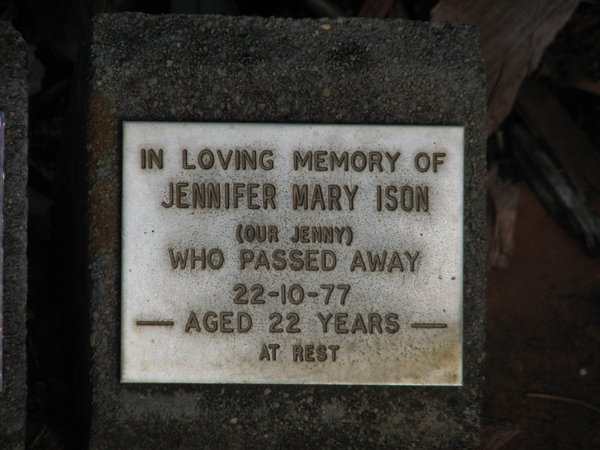 IN LOVING MEMORY OF
JENNIFER MARY ISON
(OUR JENNY)
WHO PASSED AWAY
22-10-77
— AGED 22 YEARS —
AT REST